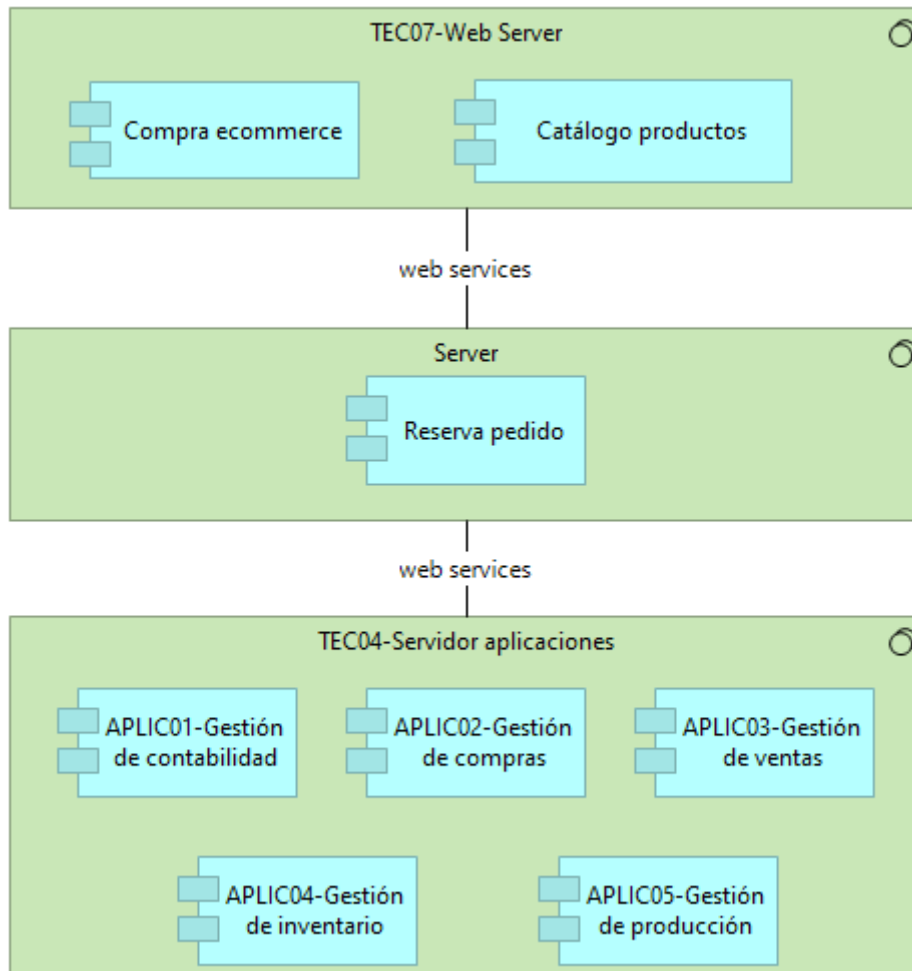 TEC07-Web Server
Compra ecommerce
Catálogo productos
web services
Server
Reserva pedido
web services
TEC04-Servidor aplicaciones
APLIC01-Gestión
de contabilidad
APLIC02-Gestión
de compras
APLIC03-Gestión
de ventas
APLIC04-Gestión
de inventario
APLIC05-Gestión
de producción